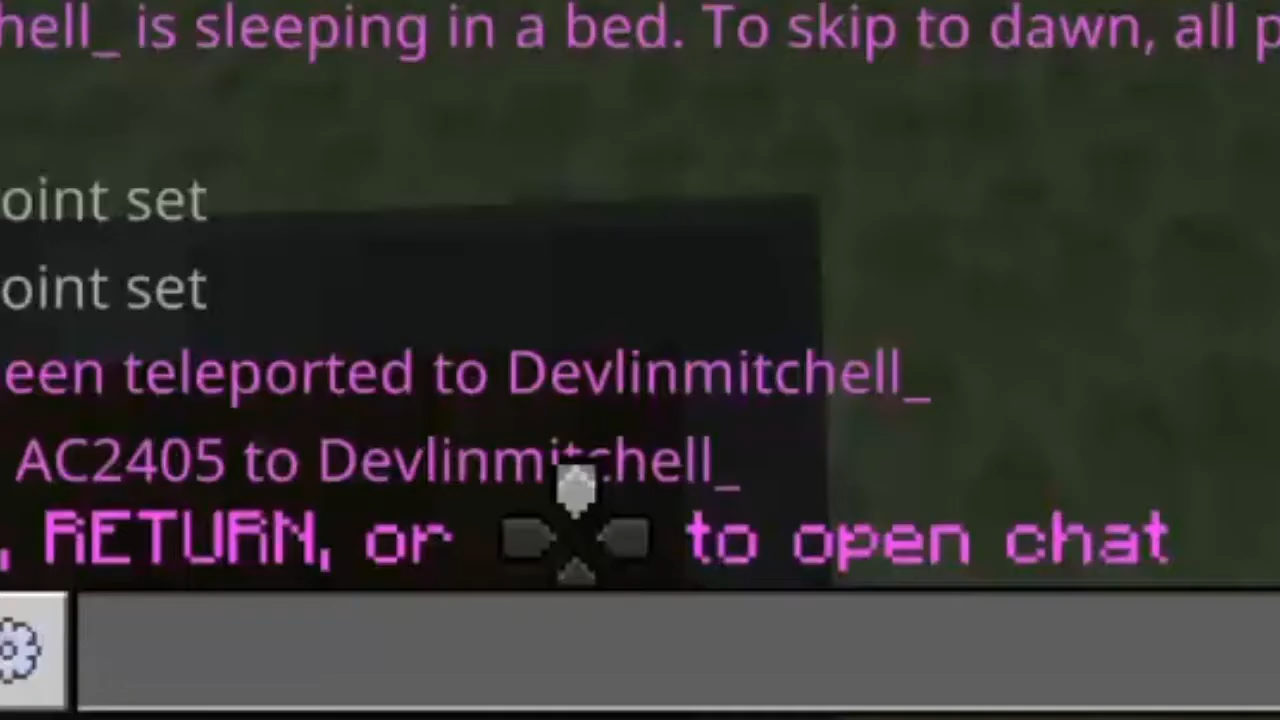 hell_ is sleeping in a bed. To skip to dawn, all p
oint set
oint set
een teleported to Devlinmitchell_
AC2405 to Devlinmitchell_
, RETURN, or to open chat